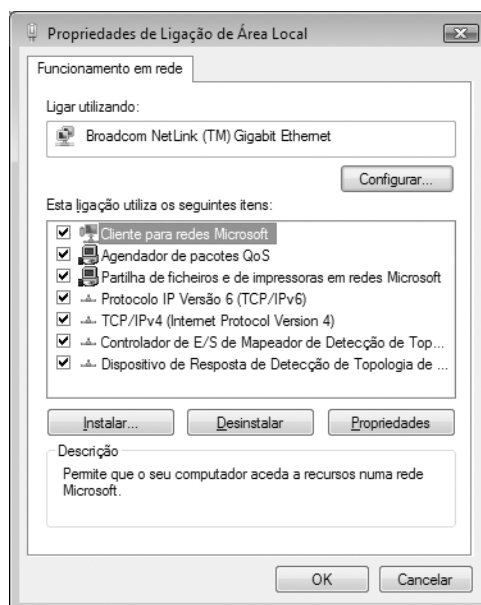 Propriedades de Ligação de Área Local
Funcionamento em rede
Ligar utilizando:
Broadcom NetLink (TM) Gigabit Ethernet
Configurar...
Esta ligação utiliza os seguintes itens:
Cliente para redes Microsoft
Agendador de pacotes QoS
Partilha de ficheiros e de impressoras em redes Microsoft
Protocolo IP Versão 6 (TCP/IPv6)
TCP/IPv4 (Internet Protocol Version 4)
Controlador de E/S de Mapeador de Detecção de Top...
Dispositivo de Resposta de Detecção de Topologia de ...
Instalar... Desinstalar Propriedades
Descrição
Permite que o seu computador aceda a recursos numa rede
Microsoft.
OK Cancelar